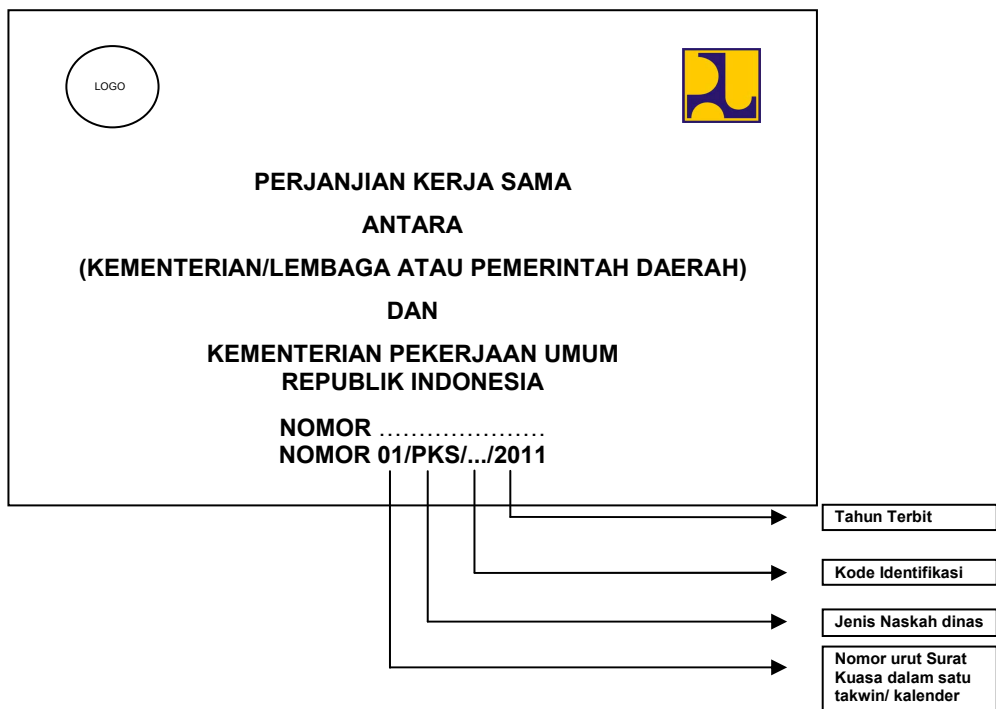 LOGO
PERJANJIAN KERJA SAMA
ANTARA
(KEMENTERIAN/LEMBAGA ATAU PEMERINTAH DAERAH)
DAN
KEMENTERIAN PEKERJAAN UMUM
REPUBLIK INDONESIA
NOMOR .....................
NOMOR 01/PKS/.../2011
Tahun Terbit
Kode Identifikasi
Jenis Naskah dinas
Nomor urut Surat
Kuasa dalam satu
takwin/ kalender